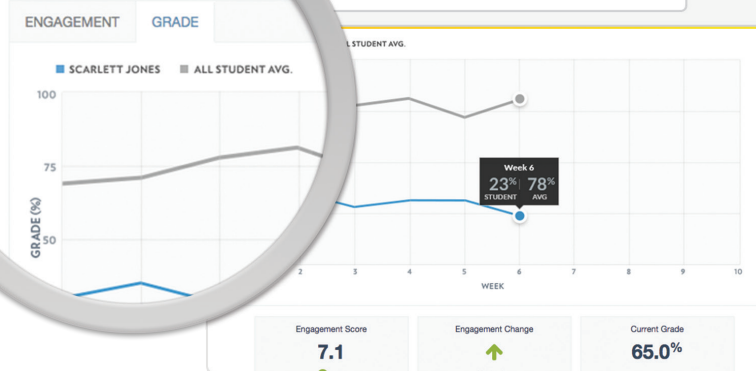 ENGAGEMENT GRADE
SCARLETT JONES ALL STUDENT AVG.
STUDENT AVG.
100
75
50
GRADE (%)
Week 6
23% 78%
STUDENT AVG
2 3 4 5 6 7 8 9 10
WEEK
Engagement Score
7.1
Engagement Change
Current Grade
65.0%